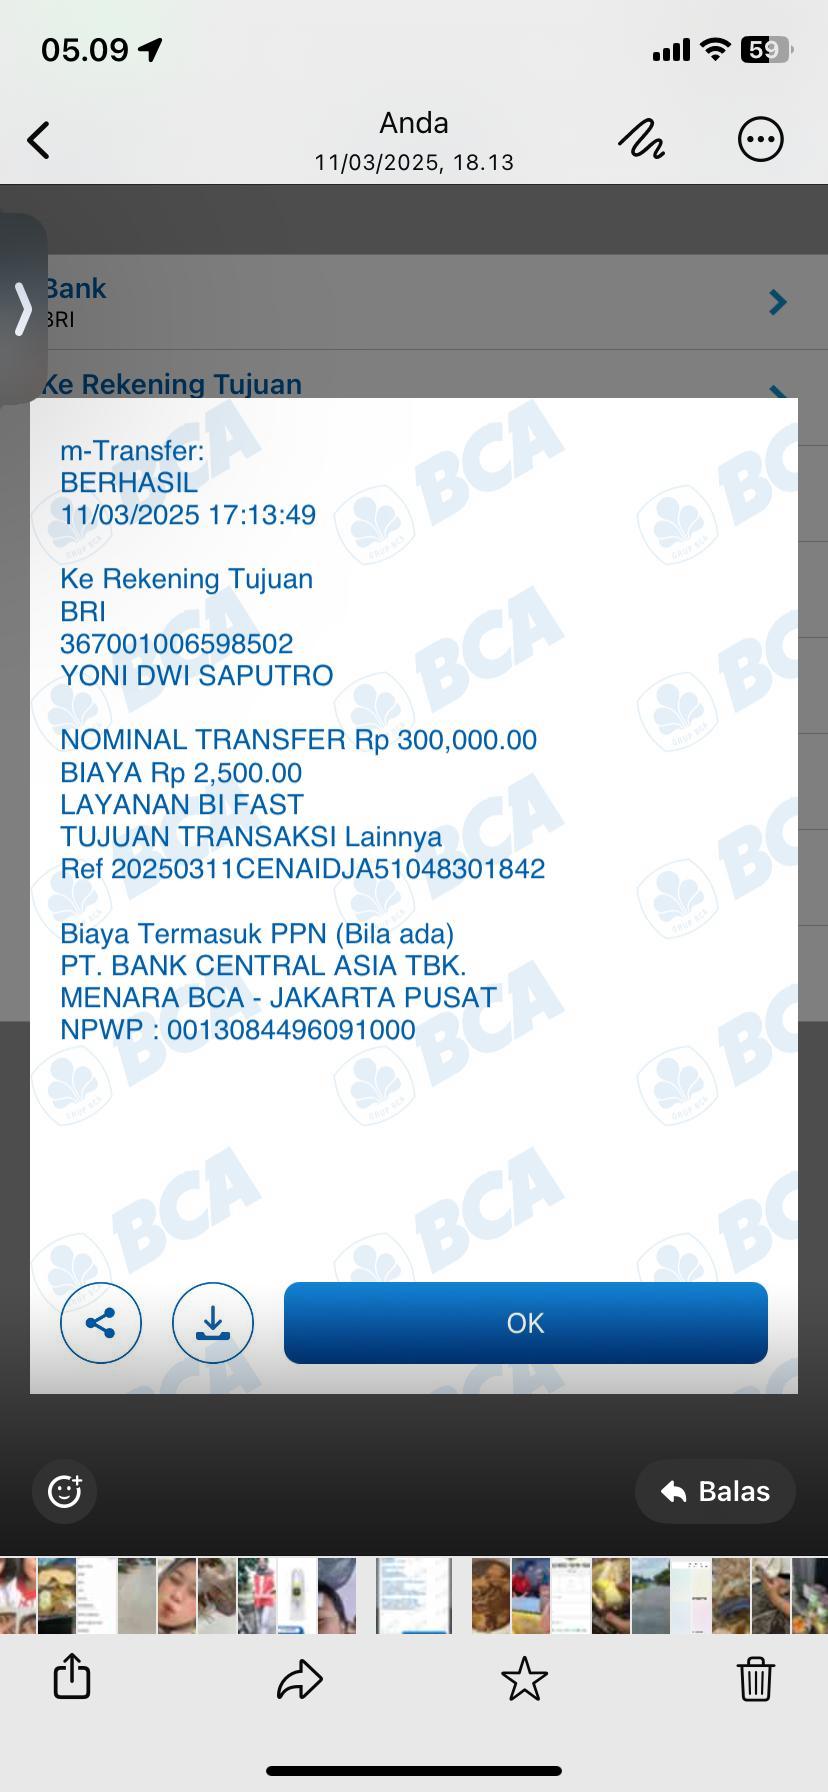 05.09
59
Anda
11/03/2025, 18.13
Bank
BRI
Ke Rekening Tujuan
m-Transfer:
BERHASIL
11/03/2025 17:13:49
Ke Rekening Tujuan
BRI
367001006598502
YONI DWI SAPUTRO
NOMINAL TRANSFER Rp 300,000.00
BIAYA Rp 2,500.00
LAYANAN BI FAST
TUJUAN TRANSAKSI Lainnya
Ref 20250311CENAIDJA51048301842
Biaya Termasuk PPN (Bila ada)
PT. BANK CENTRAL ASIA TBK.
MENARA BCA - JAKARTA PUSAT
NPWP : 0013084496091000
OK
Balas